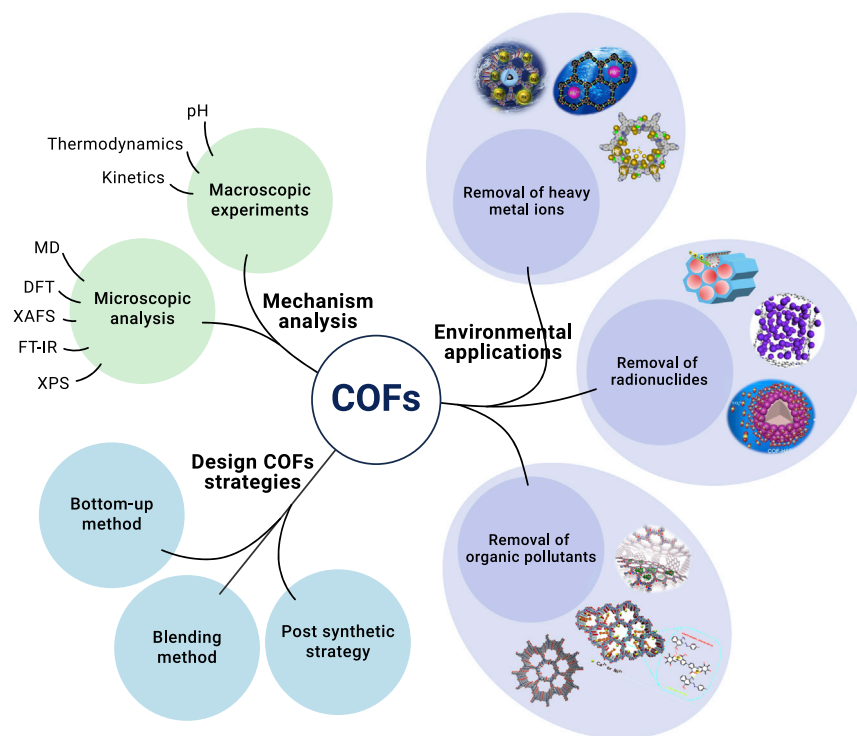 pH
Thermodynamics
Kinetics
Macroscopic
experiments
MD
DFT
XAFS
FT-IR
XPS
Microscopic
analysis
Mechanism
analysis
COFs
Environmental
applications
Removal of heavy
metal ions
Removal of
radionuclides
Removal of
organic pollutants
Design COFs
strategies
Bottom-up
method
Blending
method
Post synthetic
strategy